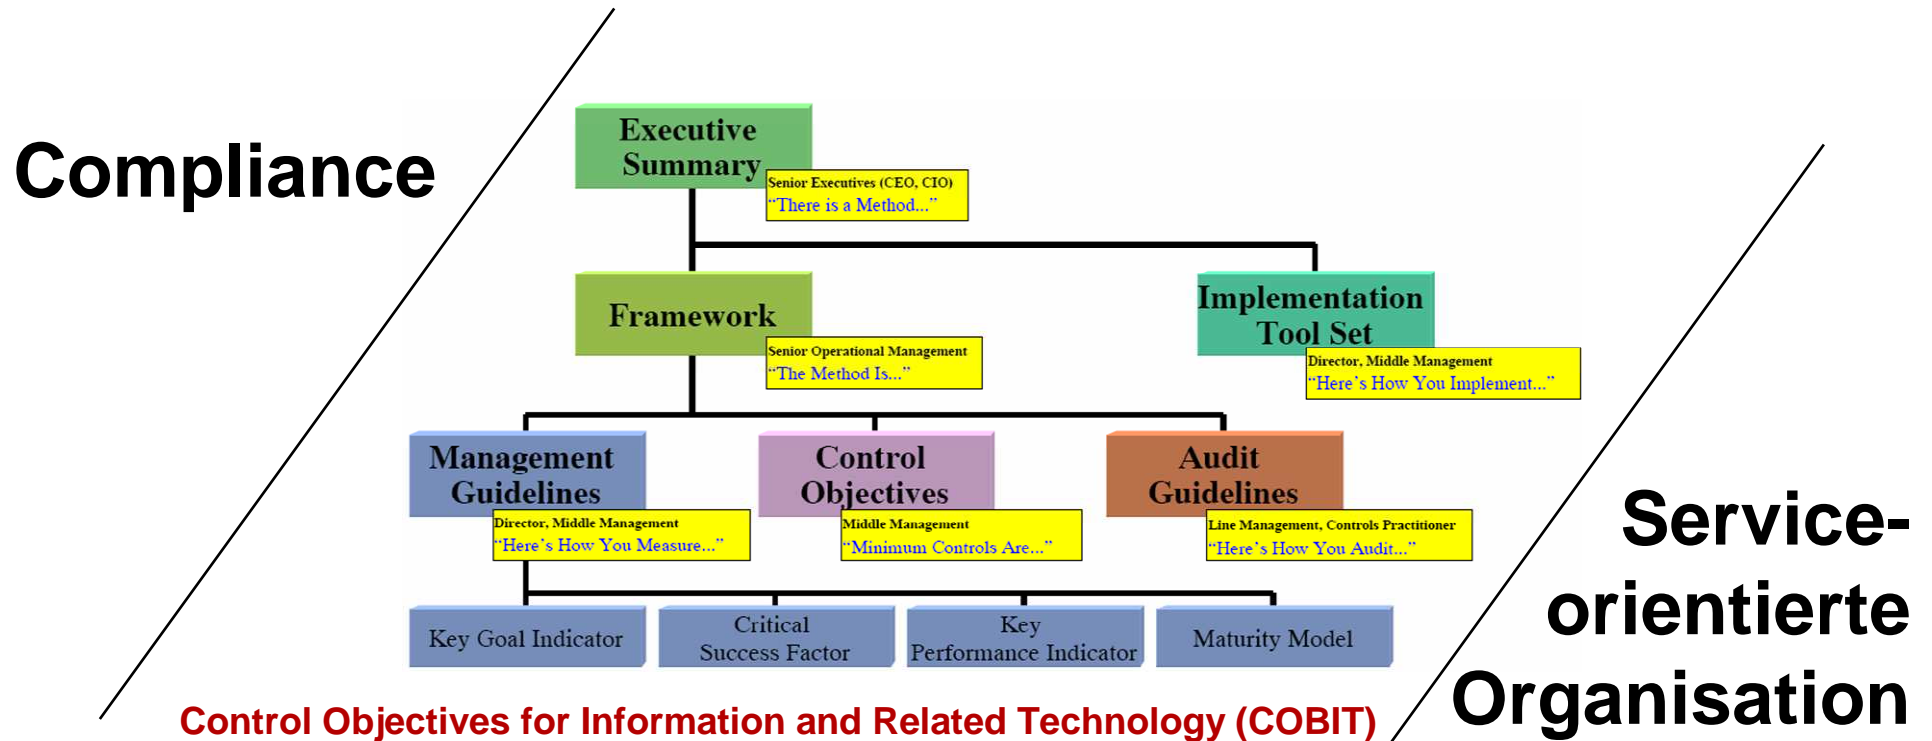 Compliance
Executive
Summary
Senior Executives (CEO, CIO)
“There is a Method...”
Framework
Senior Operational Management
“The Method Is...”
Implementation
Tool Set
Director, Middle Management
“Here’s How You Implement...”
Management
Guidelines
Director, Middle Management
“Here’s How You Measure...”
Control
Objectives
Middle Management
“Minimum Controls Are...”
Audit
Guidelines
Line Management, Controls Practitioner
“Here’s How You Audit...”
Key Goal Indicator
Critical
Success Factor
Key
Performance Indicator
Maturity Model
Service-
orientierte
Organisation
Control Objectives for Information and Related Technology (COBIT)